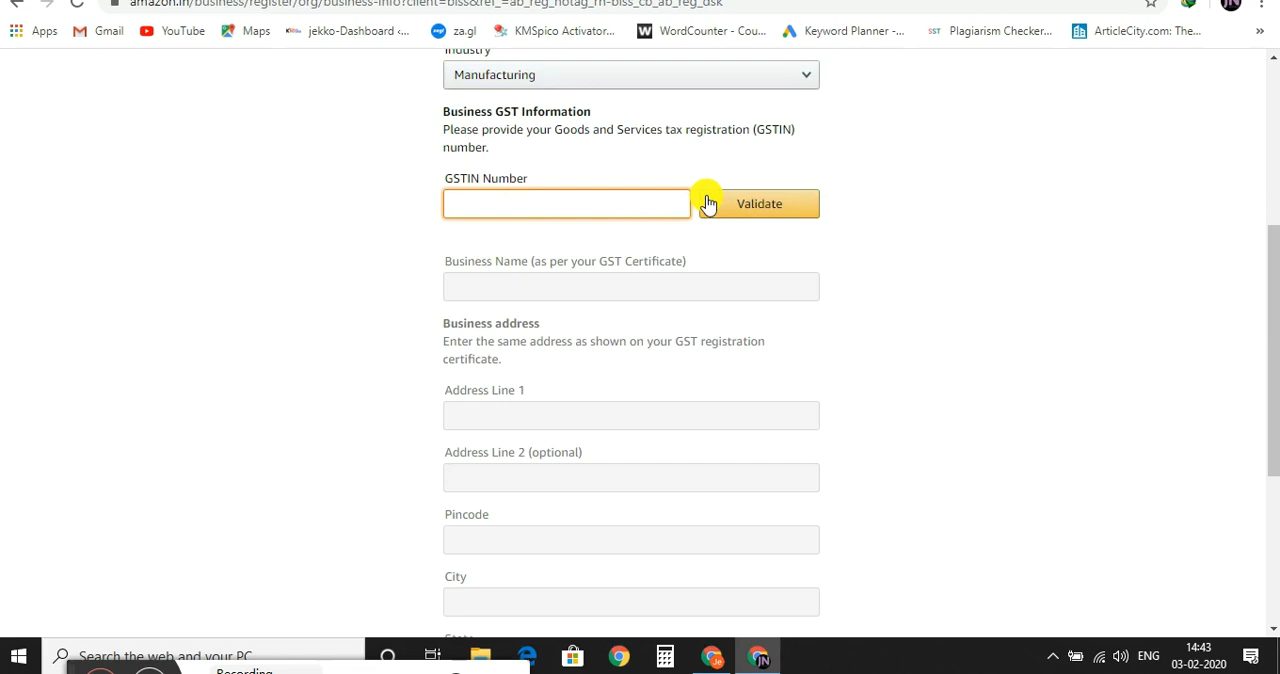 amazon.in/business/register/org/business-info?client=biss&ref_=ab_reg_notag_rn-biss_cb_ab_reg_dsk
Apps Gmail YouTube Maps jekko-Dashboard ‹... za.gl KMSpico Activator... WordCounter - Cou... Keyword Planner -... SST Plagiarism Checker... ArticleCity.com: The... »
Industry
Manufacturing
Business GST Information
Please provide your Goods and Services tax registration (GSTIN)
number.
GSTIN Number
Validate
Business Name (as per your GST Certificate)
Business address
Enter the same address as shown on your GST registration
certificate.
Address Line 1
Address Line 2 (optional)
Pincode
City
State
Search the web and your PC
Recording
ENG
14:43
03-02-2020